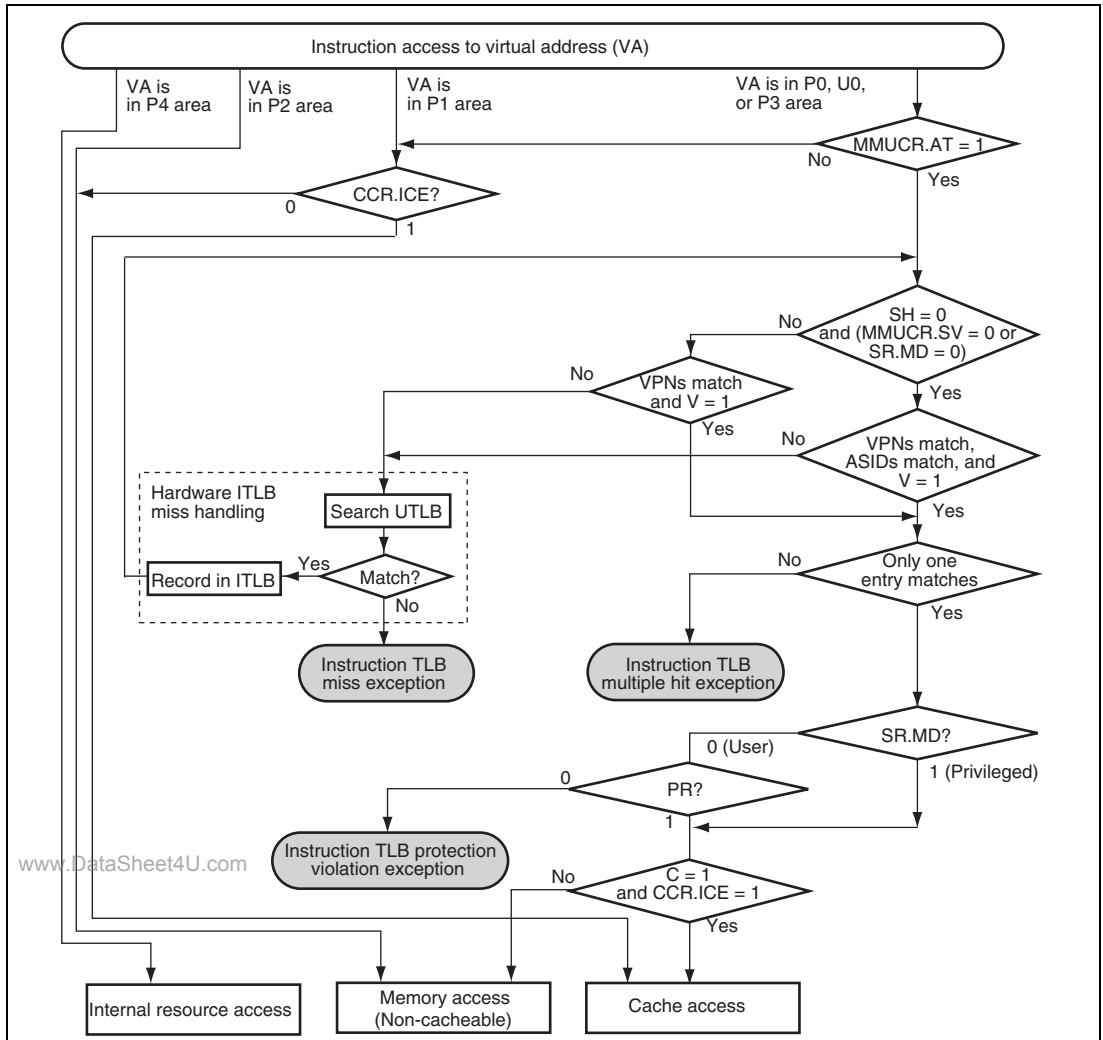 Instruction access to virtual address (VA)
VA is
in P4 area
VA is
in P2 area
VA is
in P1 area
VA is in P0, U0,
or P3 area
MMUCR.AT = 1
No
Yes
CCR.ICE?
0
1
SH = 0
and (MMUCR.SV = 0 or
SR.MD = 0)
No
Yes
VPNs match
and V = 1
No
Yes
VPNs match,
ASIDs match, and
V = 1
No
Yes
Hardware ITLB
miss handling
Search UTLB
Match?
Yes
No
Record in ITLB
Only one
entry matches
No
Yes
Instruction TLB
miss exception
Instruction TLB
multiple hit exception
SR.MD?
0 (User)
1 (Privileged)
PR?
0
1
Instruction TLB protection
violation exception
www.DataSheet4U.com
C = 1
and CCR.ICE = 1
No
Yes
Internal resource access
Memory access
(Non-cacheable)
Cache access